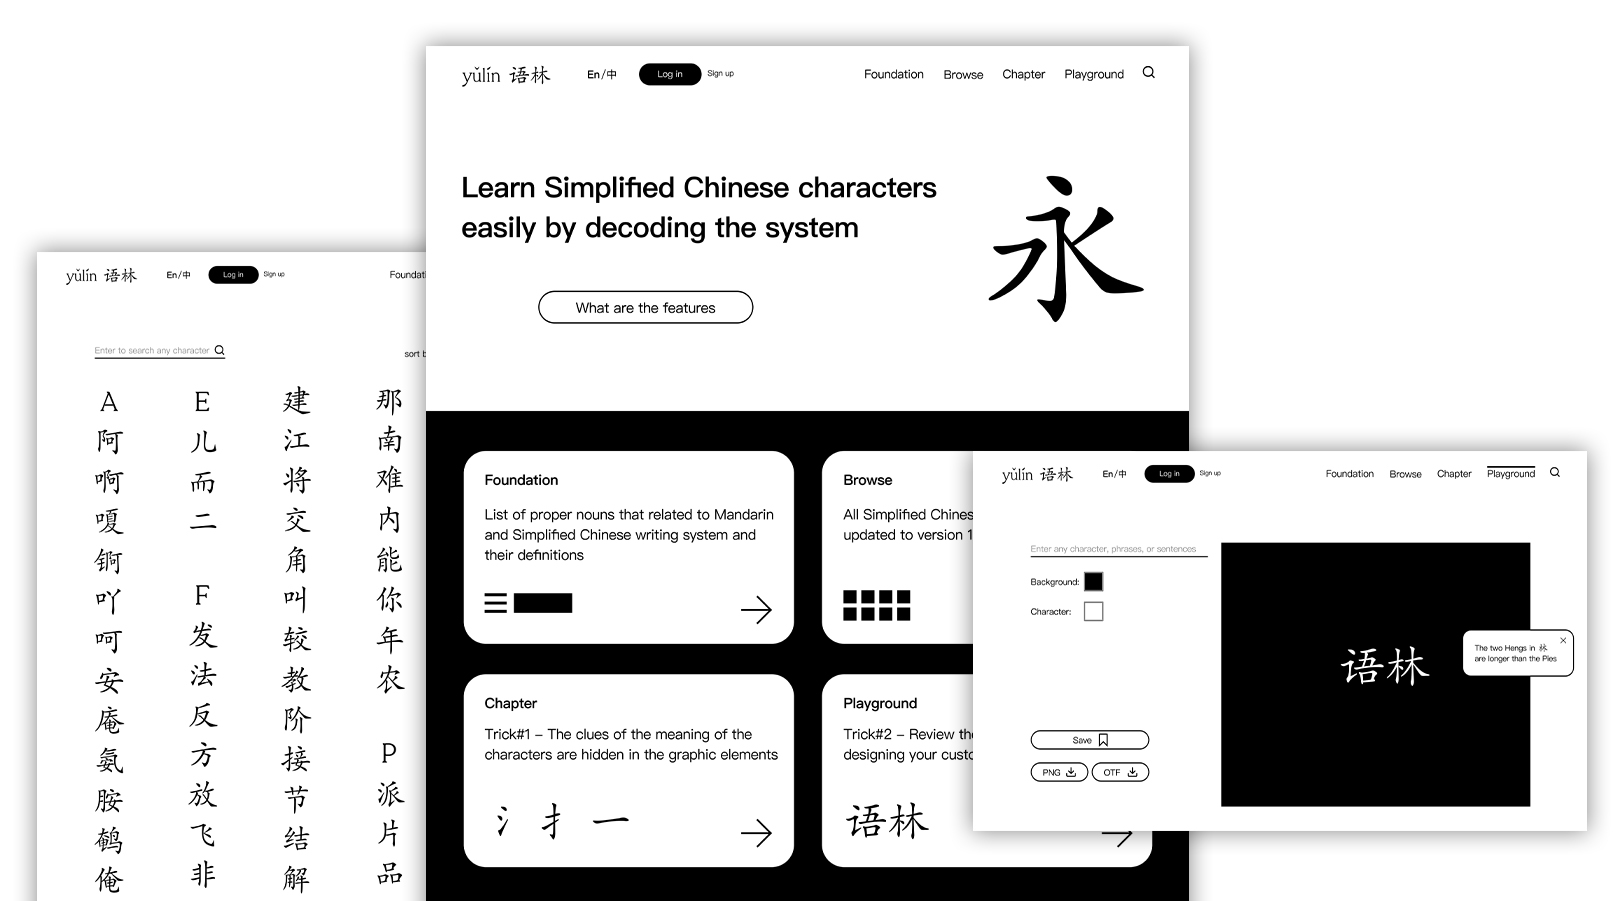 yǔlín 语林
En/中
Log in
Sign up
Foundation
Browse
Chapter
Playground
Learn Simplified Chinese characters
easily by decoding the system
What are the features
永
Foundation
List of proper nouns that related to Mandarin
and Simplified Chinese writing system and
their definitions
Browse
All Simplified Chines
updated to version 1
Chapter
Trick#1 – The clues of the meaning of the
characters are hidden in the graphic elements
氵 扌 一
Playground
Trick#2 – Review the
designing your custo
语林
yǔlín 语林
En/中
Log in
Sign up
Foundati
Enter to search any character
sort b
A
阿
啊
嗄
锕
吖
呵
安
庵
氨
胺
鹌
俺
E
儿
而
二
F
发
法
反
方
放
飞
非
建
江
将
交
角
叫
较
教
阶
接
节
结
解
那
南
难
内
能
你
年
农
P
派
片
品
yǔlín 语林
En/中
Log in
Sign up
Foundation
Browse
Chapter
Playground
Enter any character, phrases, or sentences
Background:
Character:
Save
PNG
OTF
语林
The two Hengs in 林
are longer than the Pies